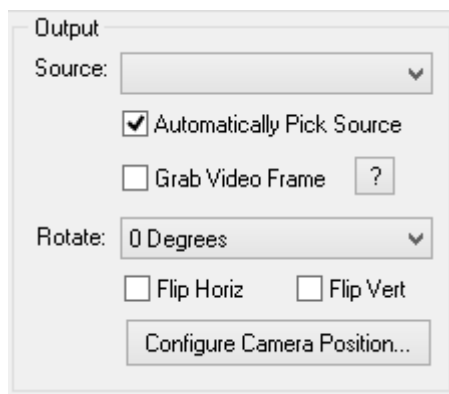 Output
Source:
Automatically Pick Source
Grab Video Frame ?
Rotate: 0 Degrees
Flip Horiz Flip Vert
Configure Camera Position...